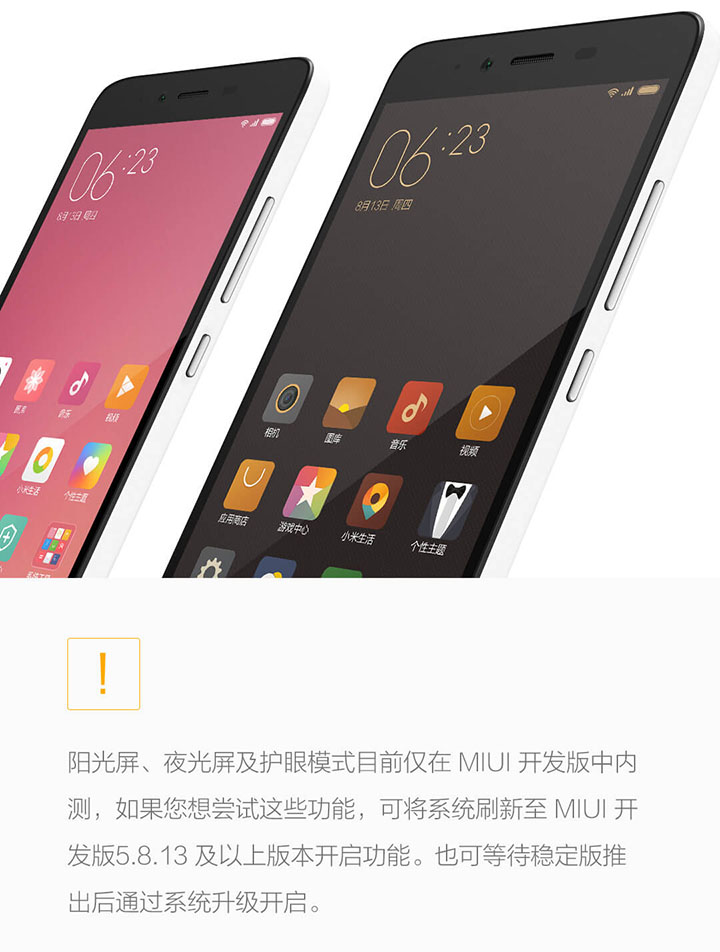 06:23
8月13日 周四
06:23
8月13日 周四
音乐
视频
小米生活
个性主题
相机
图库
音乐
视频
应用商店
游戏中心
小米生活
个性主题
!
阳光屏、夜光屏及护眼模式目前仅在 MIUI 开发版中内
测，如果您想尝试这些功能，可将系统刷新至 MIUI 开
发版5.8.13 及以上版本开启功能。也可等待稳定版推
出后通过系统升级开启。